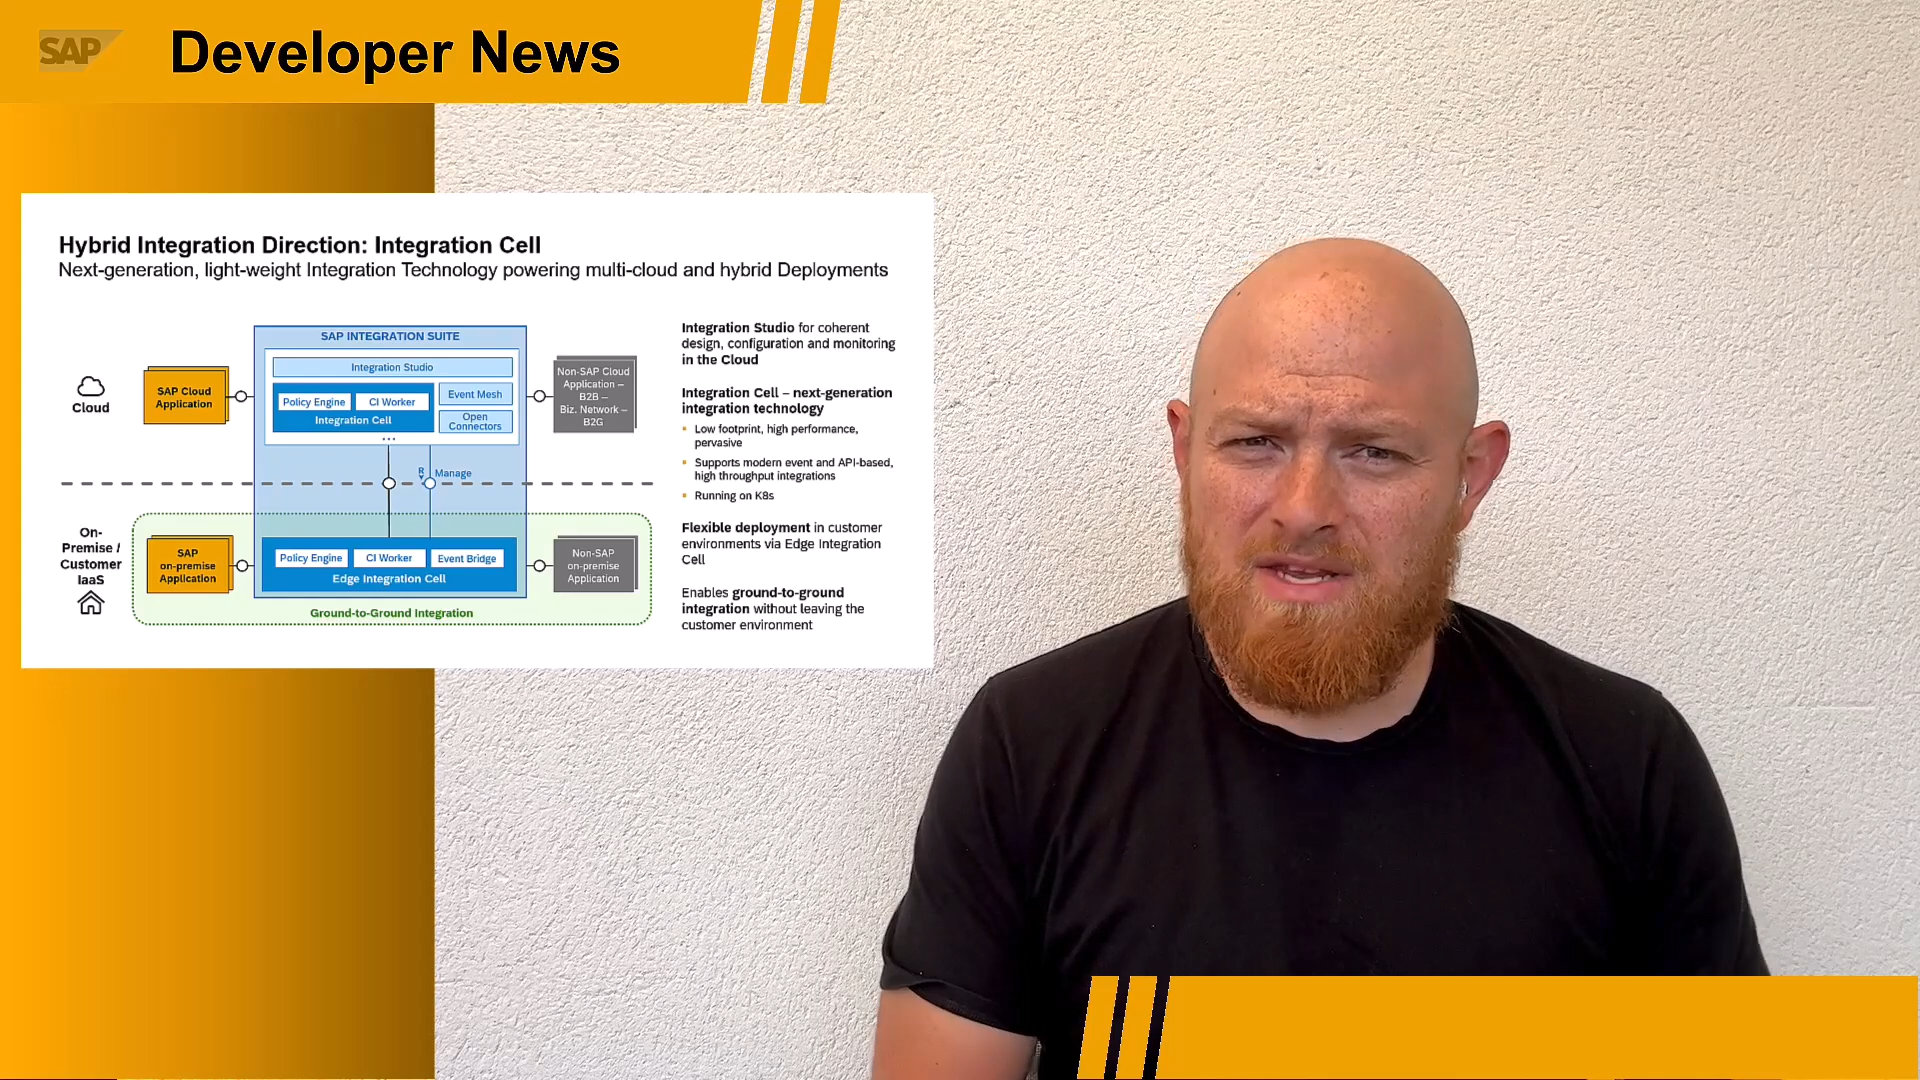 SAP
Developer News
Hybrid Integration Direction: Integration Cell
Next-generation, light-weight Integration Technology powering multi-cloud and hybrid Deployments
Cloud
SAP Cloud
Application
SAP INTEGRATION SUITE
Integration Studio
Policy Engine
CI Worker
Integration Cell
Event Mesh
Open
Connectors
...
Non-SAP Cloud
Application –
B2B –
Biz. Network –
B2G
R
Manage
On-
Premise /
Customer
IaaS
SAP
on-premise
Application
Policy Engine
CI Worker
Event Bridge
Edge Integration Cell
Non-SAP
on-premise
Application
Ground-to-Ground Integration
Integration Studio for coherent
design, configuration and monitoring
in the Cloud
Integration Cell – next-generation
integration technology
Low footprint, high performance,
pervasive
Supports modern event and API-based,
high throughput integrations
Running on K8s
Flexible deployment in customer
environments via Edge Integration
Cell
Enables ground-to-ground
integration without leaving the
customer environment